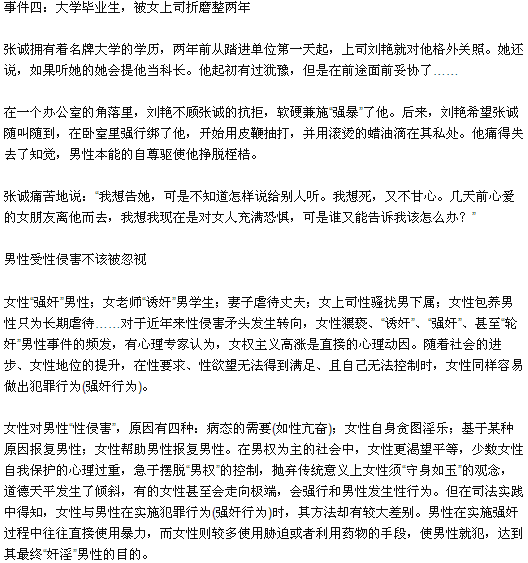 事件四：大学毕业生，被女上司折磨整两年
张诚拥有着名牌大学的学历，两年前从踏进单位第一天起，上司刘艳就对他格外关照。她还
说，如果听她的她会提他当科长。他起初有过犹豫，但是在前途面前妥协了……
在一个办公室的角落里，刘艳不顾张诚的抗拒，软硬兼施“强暴”了他。后来，刘艳希望张诚
随叫随到，在卧室里强行绑了他，开始用皮鞭抽打，并用滚烫的蜡油滴在其私处。他痛得失
去了知觉，男性本能的自尊驱使他挣脱桎梏。
张诚痛苦地说：“我想告她，可是不知道怎样说给别人听。我想死，又不甘心。几天前心爱
的女朋友离他而去，我想我现在是对女人充满恐惧，可是谁又能告诉我该怎么办？”
男性受性侵害不该被忽视
女性“强奸”男性；女老师“诱奸”男学生；妻子虐待丈夫；女上司性骚扰男下属；女性包养男
性只为长期虐待……对于近年来性侵害矛头发生转向，女性猥亵、“诱奸”、“强奸”、甚至“轮
奸”男性事件的频发，有心理专家认为，女权主义高涨是直接的心理动因。随着社会的进
步、女性地位的提升，在性要求、性欲望无法得到满足、且自己无法控制时，女性同样容易
做出犯罪行为(强奸行为)。
女性对男性“性侵害”，原因有四种：病态的需要(如性亢奋)；女性自身贪图淫乐；基于某种
原因报复男性；女性帮助男性报复男性。在男权为主的社会中，女性更渴望平等，少数女性
自我保护的心理过重，急于摆脱“男权”的控制，抛弃传统意义上女性须“守身如玉”的观念，
道德天平发生了倾斜，有的女性甚至会走向极端，会强行和男性发生性行为。但在司法实践
中得知，女性与男性在实施犯罪行为(强奸行为)时，其方法却有较大差别。男性在实施强奸
过程中往往直接使用暴力，而女性则较多使用胁迫或者利用药物的手段，使男性就犯，达到
其最终“奸淫”男性的目的。